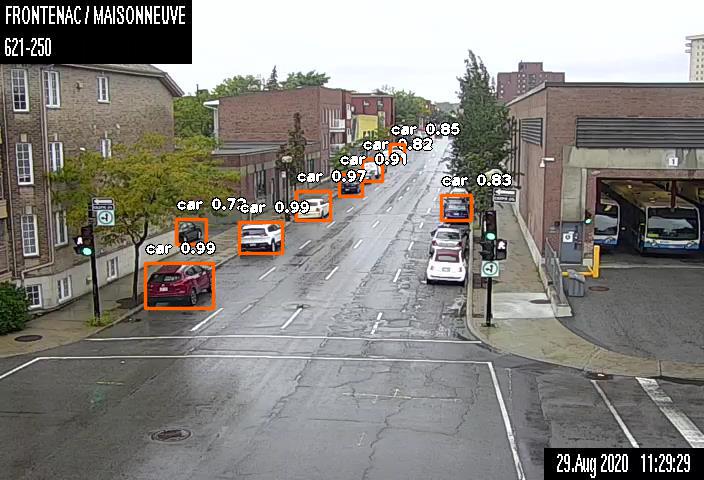 FRONTENAC / MAISONNEUVE
621-250
car 0.85
car 0.82
car 0.91
car 0.97
car 0.83
car 0.99
car 0.99
1
29.Aug 2020 11:29:29